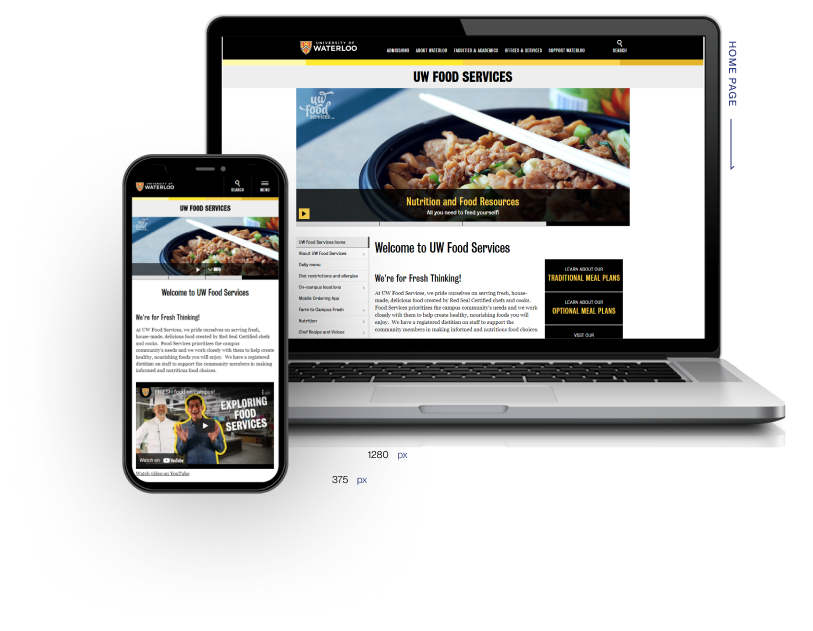 UNIVERSITY OF
WATERLOO
ADMISSIONS ABOUT WATERLOO FACULTIES & ACADEMICS OFFICES & SERVICES SUPPORT WATERLOO
SEARCH
UW FOOD SERVICES
uw
food
services
Nutrition and Food Resources
All you need to feed yourself!
UW Food Services home
About UW Food Services
Daily menu
Diet restrictions and allergies
On-campus locations
Mobile Ordering App
Farm to Campus Fresh
Nutrition
Chef Recipe and Videos
Welcome to UW Food Services
We're for Fresh Thinking!
At UW Food Services, we pride ourselves on serving fresh, house-
made, delicious food created by Red Seal Certified chefs and cooks.
Food Services prioritizes the campus community's needs and we work
closely with them to help create healthy, nourishing foods you will
enjoy. We have a registered dietitian on staff to support the
community members in making informed and nutritious food choices.
LEARN ABOUT OUR
TRADITIONAL MEAL PLANS
LEARN ABOUT OUR
OPTIONAL MEAL PLANS
VISIT OUR
HOME PAGE
UNIVERSITY OF
WATERLOO
SEARCH
MENU
UW FOOD SERVICES
Welcome to UW Food Services
We're for Fresh Thinking!
At UW Food Services, we pride ourselves on serving fresh,
house-made, delicious food created by Red Seal Certified chefs
and cooks. Food Services prioritizes the campus
community's needs and we work closely with them to help create
healthy, nourishing foods you will enjoy. We have a registered
dietitian on staff to support the community members in making
informed and nutritious food choices.
food on campus!
EXPLORING
FOOD
SERVICES
Watch on YouTube
Watch video on YouTube
1280 px
375 px